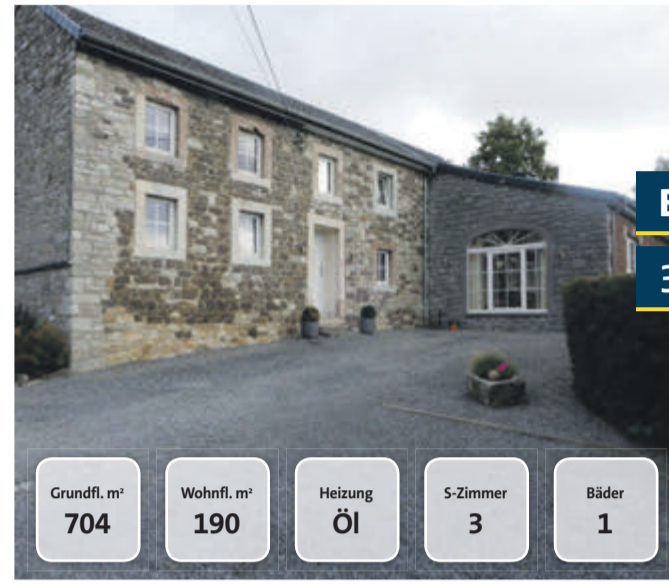 Grundfl. m²
704
Wohnfl. m²
190
Heizung
Öl
S-Zimmer
3
Bäder
1